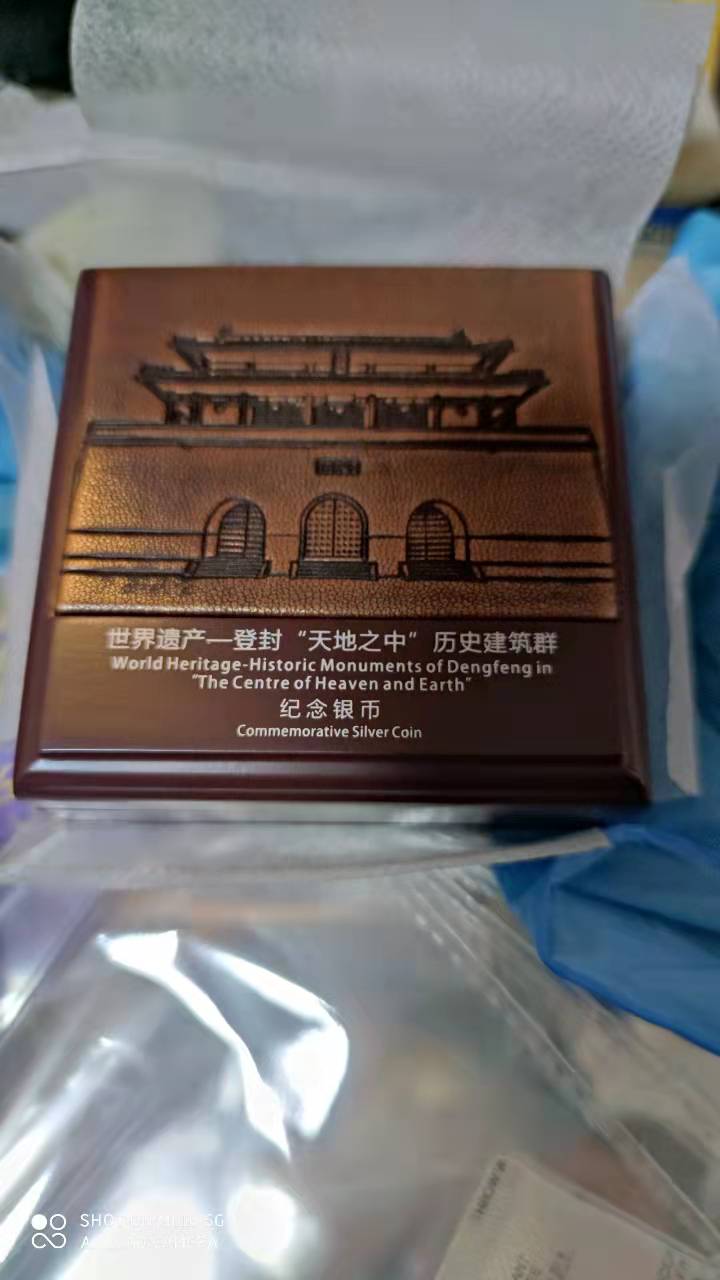 世界遗产—登封“天地之中”历史建筑群
World Heritage-Historic Monuments of Dengfeng in
"The Centre of Heaven and Earth"
纪念银币
Commemorative Silver Coin